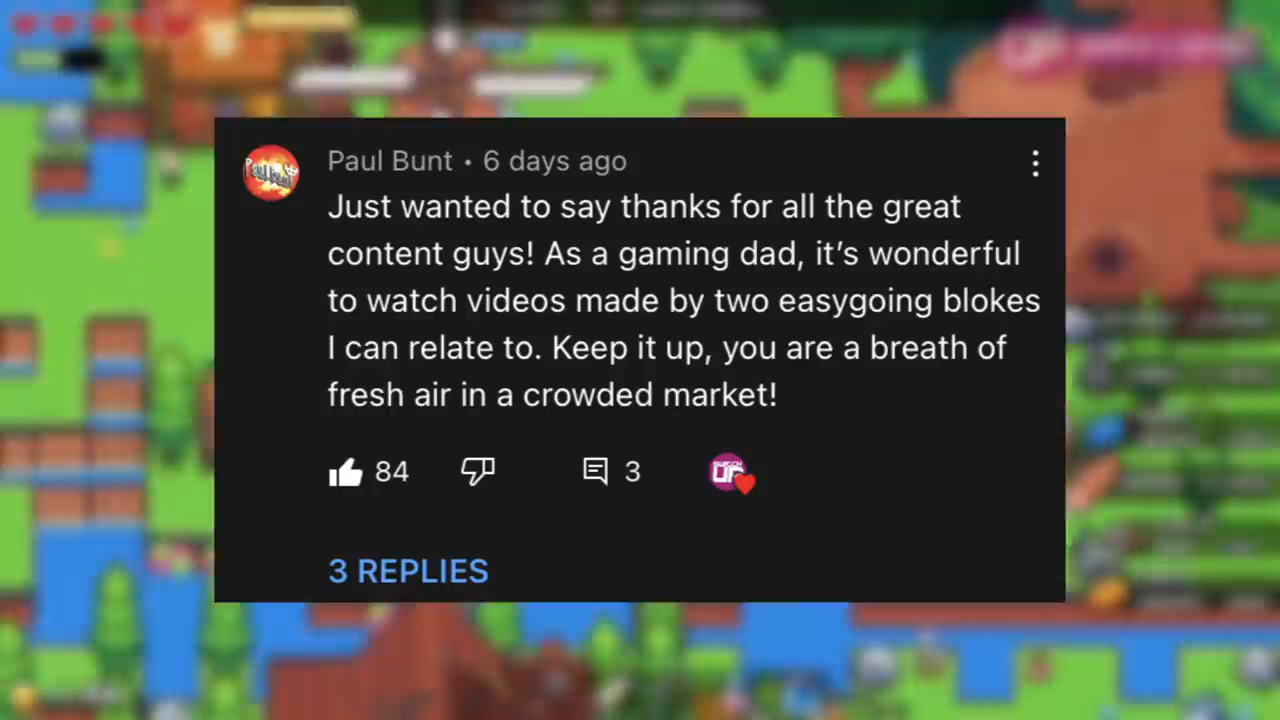 Paul Bunt • 6 days ago
Just wanted to say thanks for all the great
content guys! As a gaming dad, it’s wonderful
to watch videos made by two easygoing blokes
I can relate to. Keep it up, you are a breath of
fresh air in a crowded market!
84
3
3 REPLIES